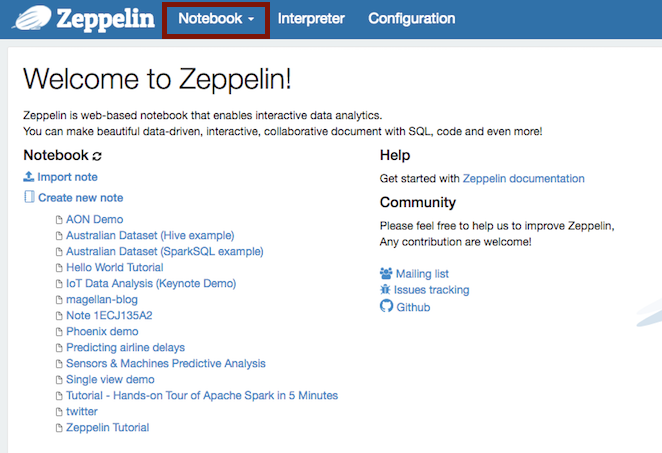 Zeppelin
Notebook
Interpreter
Configuration
Welcome to Zeppelin!
Zeppelin is web-based notebook that enables interactive data analytics.
You can make beautiful data-driven, interactive, collaborative document with SQL, code and even more!
Notebook
Import note
Create new note
AON Demo
Australian Dataset (Hive example)
Australian Dataset (SparkSQL example)
Hello World Tutorial
IoT Data Analysis (Keynote Demo)
magellan-blog
Note 1ECJ135A2
Phoenix demo
Predicting airline delays
Sensors & Machines Predictive Analysis
Single view demo
Tutorial - Hands-on Tour of Apache Spark in 5 Minutes
twitter
Zeppelin Tutorial
Help
Get started with Zeppelin documentation
Community
Please feel free to help us to improve Zeppelin,
Any contribution are welcome!
Mailing list
Issues tracking
Github